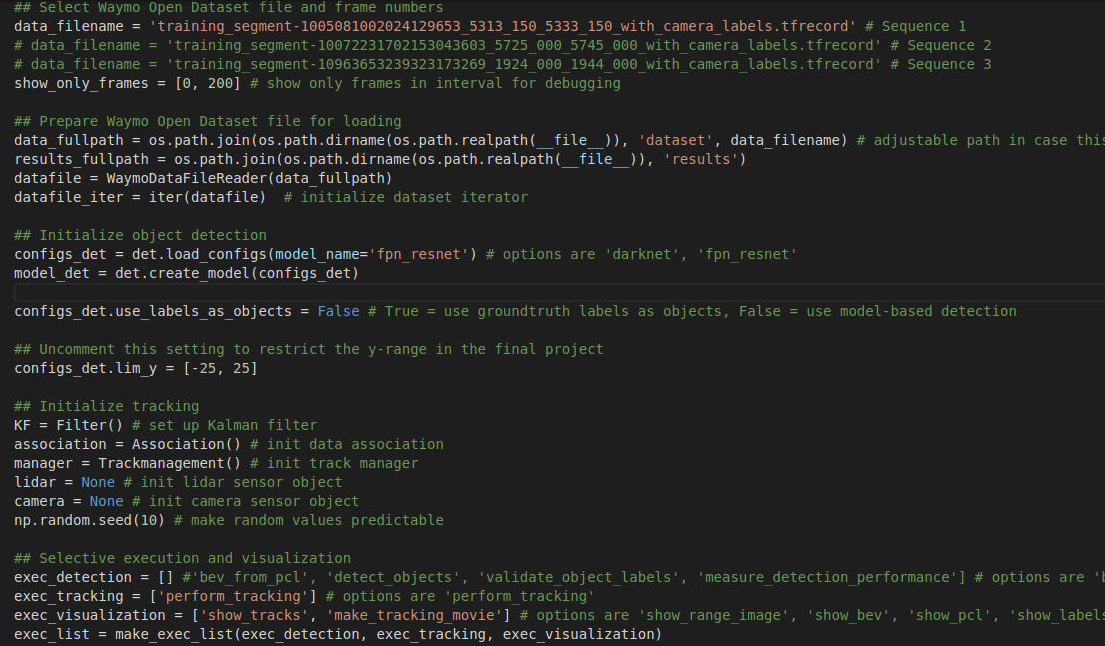 ## Select Waymo Open Dataset file and frame numbers
data_filename = 'training_segment-1005081002024129653_5313_150_5333_150_with_camera_labels.tfrecord' # Sequence 1
# data_filename = 'training_segment-10072231702153043603_5725_000_5745_000_with_camera_labels.tfrecord' # Sequence 2
# data_filename = 'training_segment-10963653239323173269_1924_000_1944_000_with_camera_labels.tfrecord' # Sequence 3
show_only_frames = [0, 200] # show only frames in interval for debugging
## Prepare Waymo Open Dataset file for loading
data_fullpath = os.path.join(os.path.dirname(os.path.realpath(__file__)), 'dataset', data_filename) # adjustable path in case this
results_fullpath = os.path.join(os.path.dirname(os.path.realpath(__file__)), 'results')
datafile = WaymoDataFileReader(data_fullpath)
datafile_iter = iter(datafile)  # initialize dataset iterator
## Initialize object detection
configs_det = det.load_configs(model_name='fpn_resnet') # options are 'darknet', 'fpn_resnet'
model_det = det.create_model(configs_det)
configs_det.use_labels_as_objects = False # True = use groundtruth labels as objects, False = use model-based detection
## Uncomment this setting to restrict the y-range in the final project
configs_det.lim_y = [-25, 25]
## Initialize tracking
KF = Filter() # set up Kalman filter
association = Association() # init data association
manager = Trackmanagement() # init track manager
lidar = None # init lidar sensor object
camera = None # init camera sensor object
np.random.seed(10) # make random values predictable
## Selective execution and visualization
exec_detection = [] #'bev_from_pcl', 'detect_objects', 'validate_object_labels', 'measure_detection_performance'] # options are 'b
exec_tracking = ['perform_tracking'] # options are 'perform_tracking'
exec_visualization = ['show_tracks', 'make_tracking_movie'] # options are 'show_range_image', 'show_bev', 'show_pcl', 'show_labels
exec_list = make_exec_list(exec_detection, exec_tracking, exec_visualization)